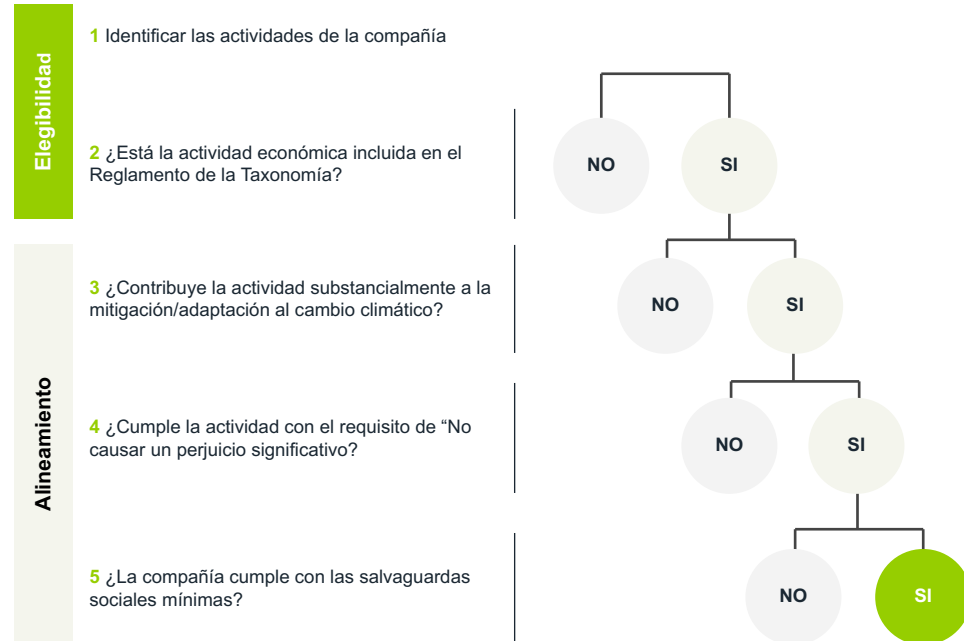 Elegibilidad
1 Identificar las actividades de la compañía
2 ¿Está la actividad económica incluida en el
Reglamento de la Taxonomía?
NO
SI
Alineamiento
3 ¿Contribuye la actividad substancialmente a la
mitigación/adaptación al cambio climático?
NO
SI
4 ¿Cumple la actividad con el requisito de “No
causar un perjuicio significativo?
NO
SI
5 ¿La compañía cumple con las salvaguardas
sociales mínimas?
NO
SI